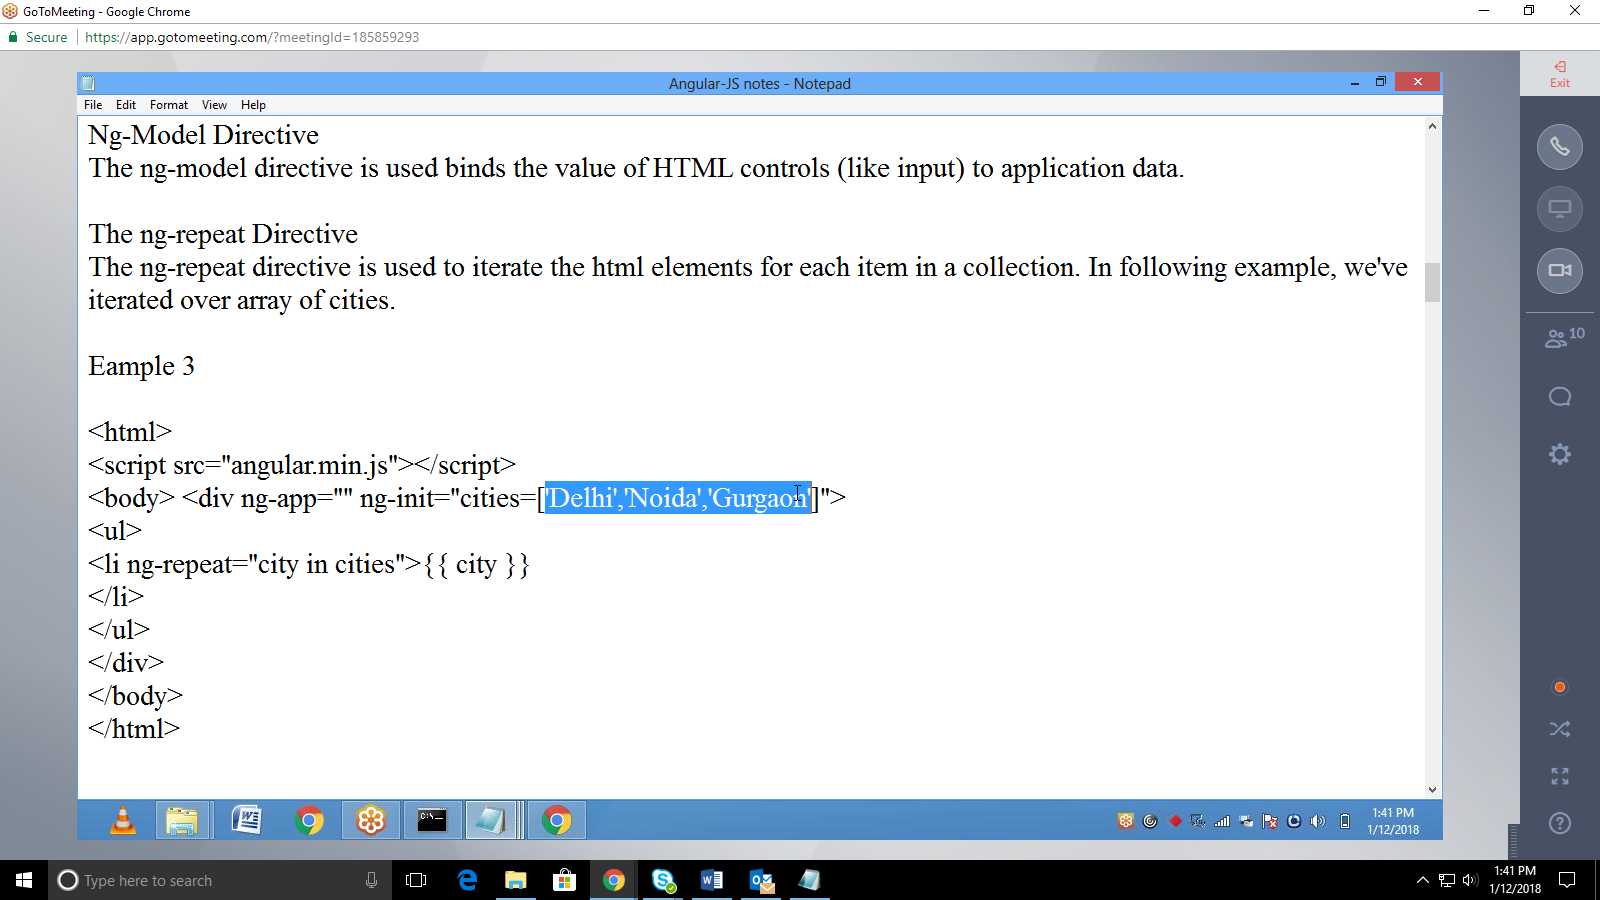 GoToMeeting - Google Chrome
Secure https://app.gotomeeting.com/?meetingId=185859293
Exit
Angular-JS notes - Notepad
File Edit Format View Help
Ng-Model Directive
The ng-model directive is used binds the value of HTML controls (like input) to application data.
The ng-repeat Directive
The ng-repeat directive is used to iterate the html elements for each item in a collection. In following example, we've
iterated over array of cities.
Eample 3
<html>
<script src="angular.min.js"></script>
<body> <div ng-app="" ng-init="cities=['Delhi','Noida','Gurgaon']">
<ul>
<li ng-repeat="city in cities">{{ city }}
</li>
</ul>
</div>
</body>
</html>
10
1:41 PM
1/12/2018
Type here to search
1:41 PM
1/12/2018